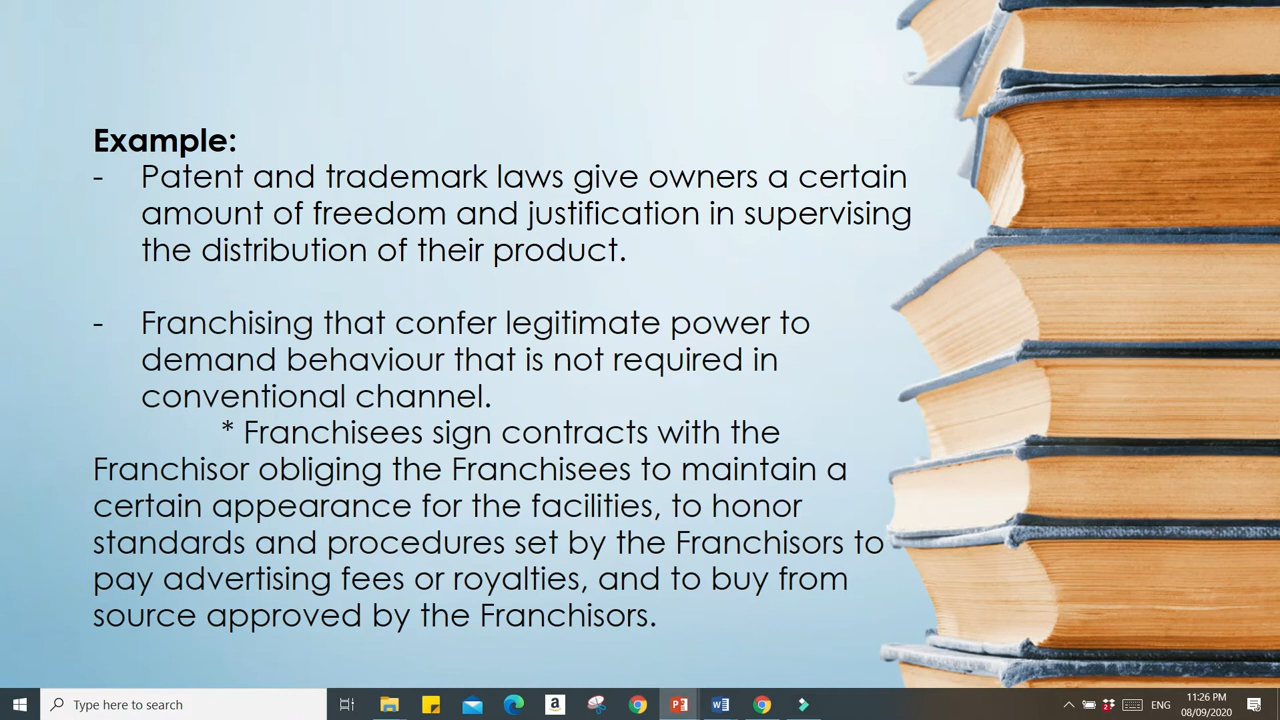 Example:
- Patent and trademark laws give owners a certain
amount of freedom and justification in supervising
the distribution of their product.
- Franchising that confer legitimate power to
demand behaviour that is not required in
conventional channel.
* Franchisees sign contracts with the
Franchisor obliging the Franchisees to maintain a
certain appearance for the facilities, to honor
standards and procedures set by the Franchisors to
pay advertising fees or royalties, and to buy from
source approved by the Franchisors.
Type here to search
ENG
11:26 PM
08/09/2020